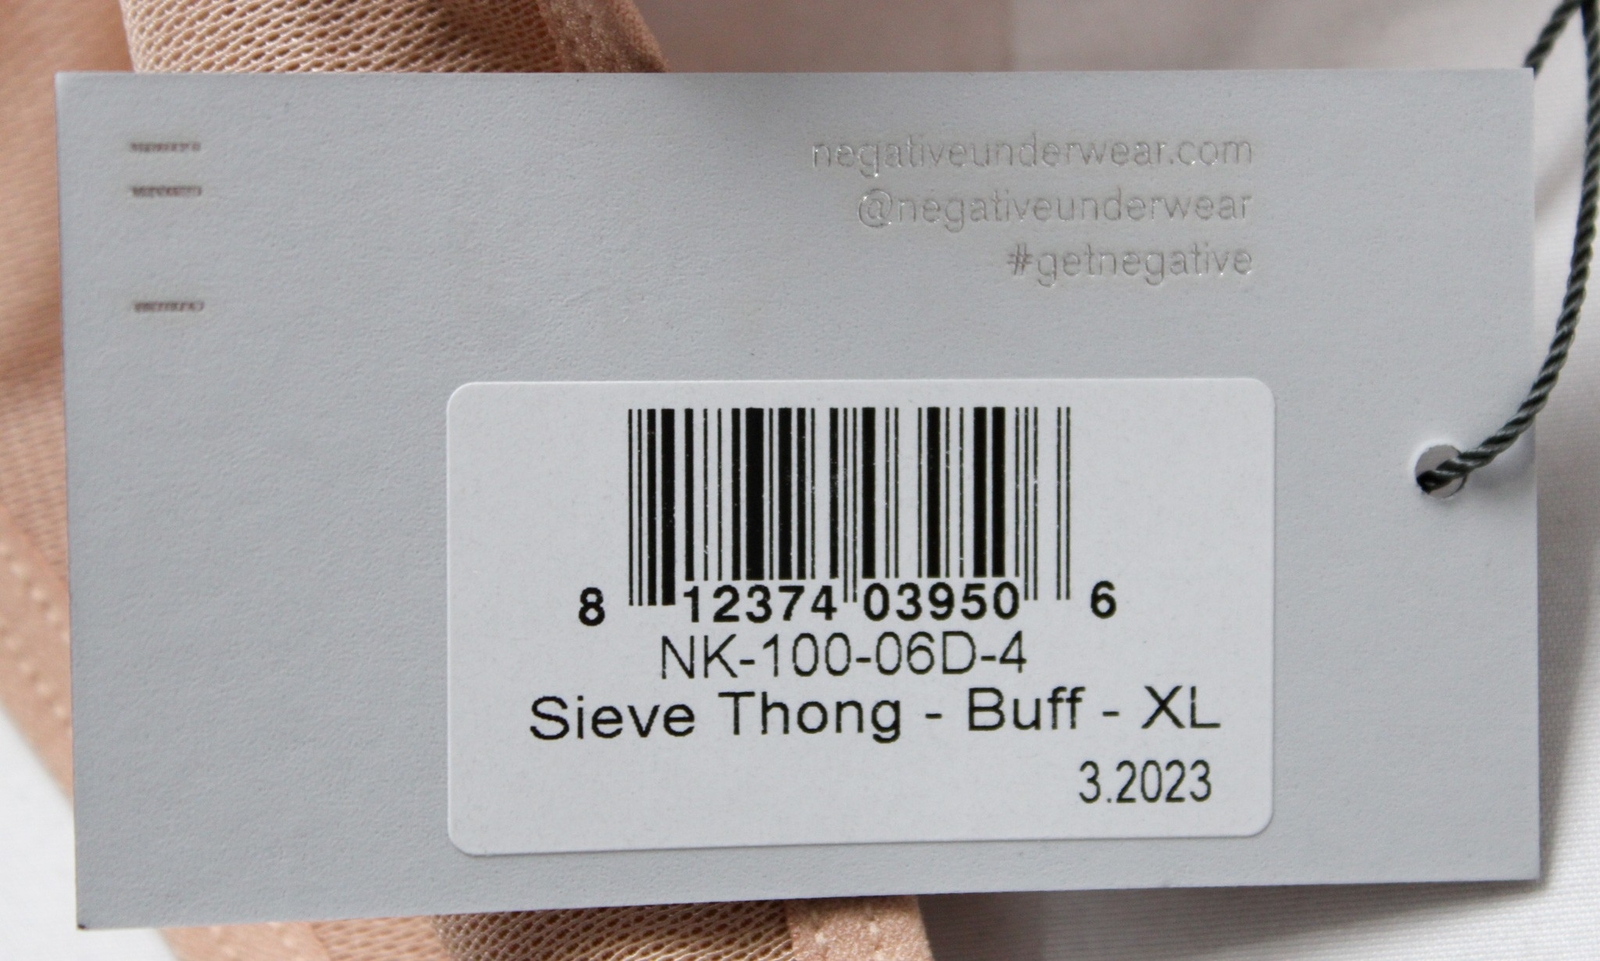 negativeunderwear.com
@negativeunderwear
#getnegative
8 12374 03950 6
NK-100-06D-4
Sieve Thong - Buff - XL
3.2023